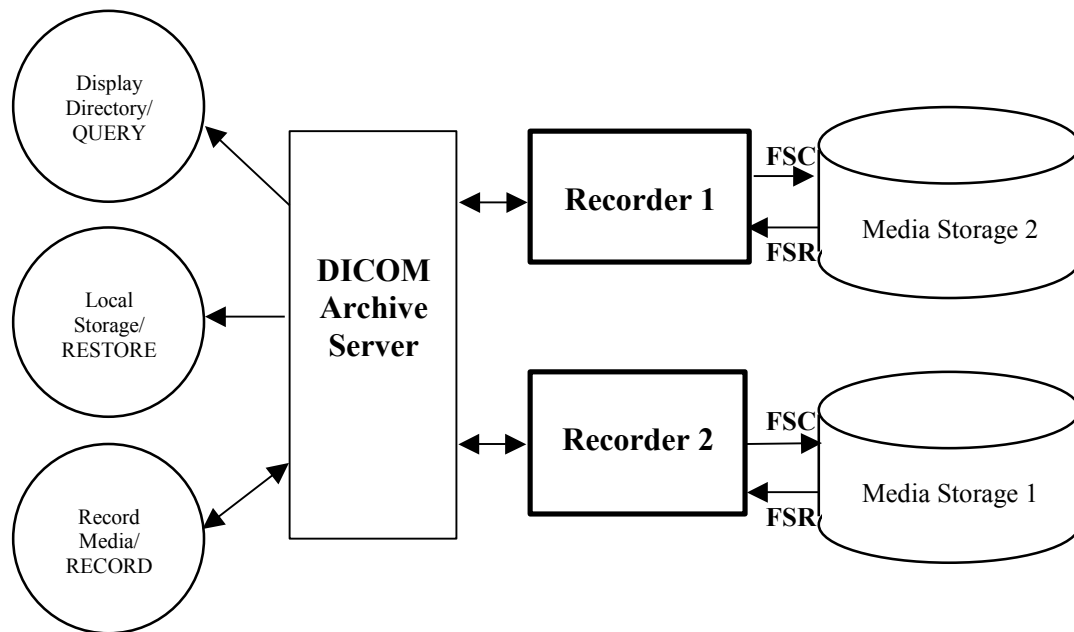 Display
Directory/
QUERY
Local
Storage/
RESTORE
Record
Media/
RECORD
DICOM
Archive
Server
Recorder 1
FSC
FSR
Media Storage 2
Recorder 2
FSC
FSR
Media Storage 1